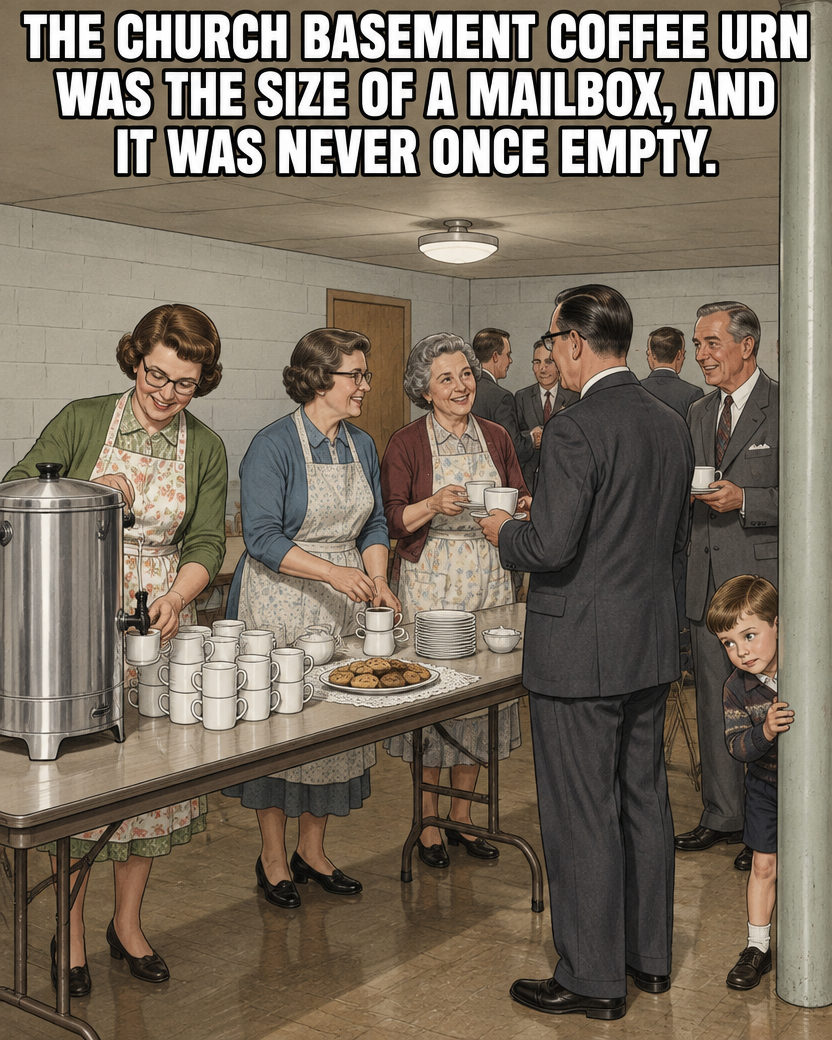 THE CHURCH BASEMENT COFFEE URN
WAS THE SIZE OF A MAILBOX, AND
IT WAS NEVER ONCE EMPTY.